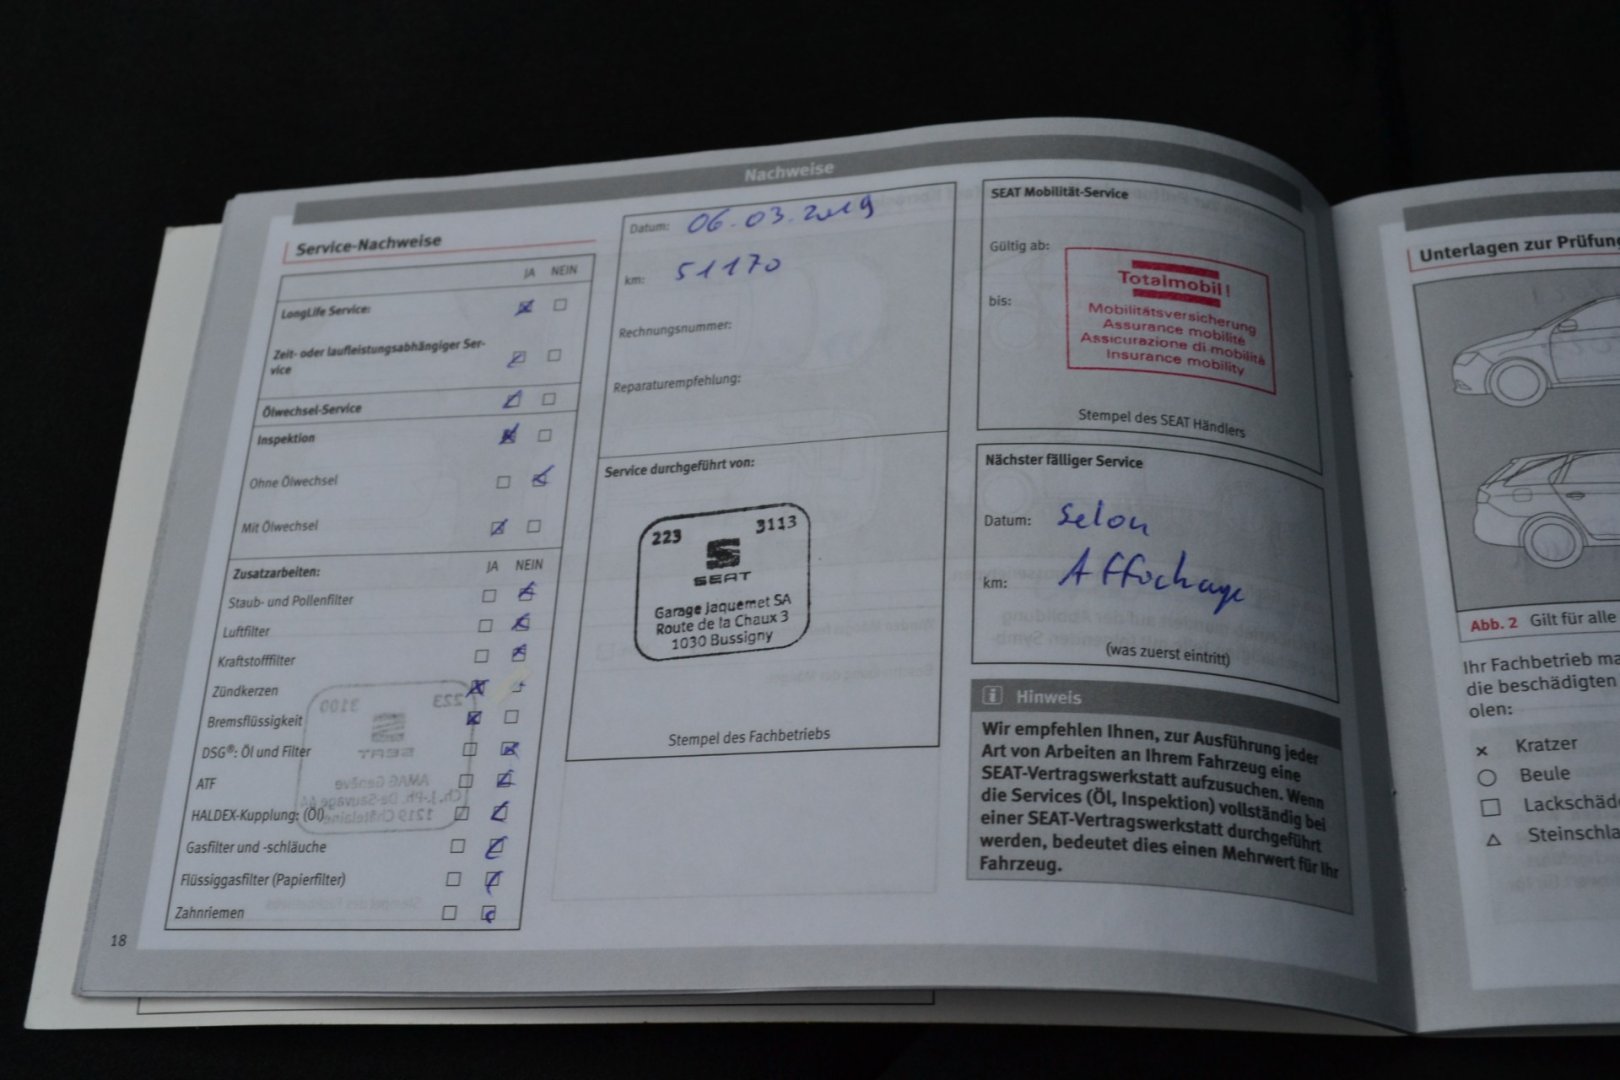 Nachweise
Service-Nachweise
JA NEIN
LongLife Service:
Zeit- oder laufleistungsabhängiger Ser-
vice
Ölwechsel-Service
Inspektion
Ohne Ölwechsel
Mit Ölwechsel
Zusatzarbeiten: JA NEIN
Staub- und Pollenfilter
Luftfilter
Kraftstofffilter
Zündkerzen
Bremsflüssigkeit
DSG®: Öl und Filter
ATF
HALDEX-Kupplung: (Öl)
Gasfilter und -schläuche
Flüssiggasfilter (Papierfilter)
Zahnriemen
18
Datum: 06.03.2019
km: 51170
Rechnungsnummer:
Reparaturempfehlung:
Service durchgeführt von:
223 3113
SEAT
Garage Jaquemet SA
Route de la Chaux 3
1030 Bussigny
Stempel des Fachbetriebs
SEAT Mobilität-Service
Gültig ab:
bis:
Totalmobil!
Mobilitätsversicherung
Assurance mobilité
Assicurazione di mobilità
Insurance mobility
Stempel des SEAT Händlers
Nächster fälliger Service
Datum: selon
km: Affichage
(was zuerst eintritt)
i Hinweis
Wir empfehlen Ihnen, zur Ausführung jeder
Art von Arbeiten an Ihrem Fahrzeug eine
SEAT-Vertragswerkstatt aufzusuchen. Wenn
die Services (Öl, Inspektion) vollständig bei
einer SEAT-Vertragswerkstatt durchgeführt
werden, bedeutet dies einen Mehrwert für Ihr
Fahrzeug.
Unterlagen zur Prüfung
Abb. 2 Gilt für alle
Ihr Fachbetrieb ma
die beschädigten
olen:
Kratzer
Beule
Lackschäde
Steinschla